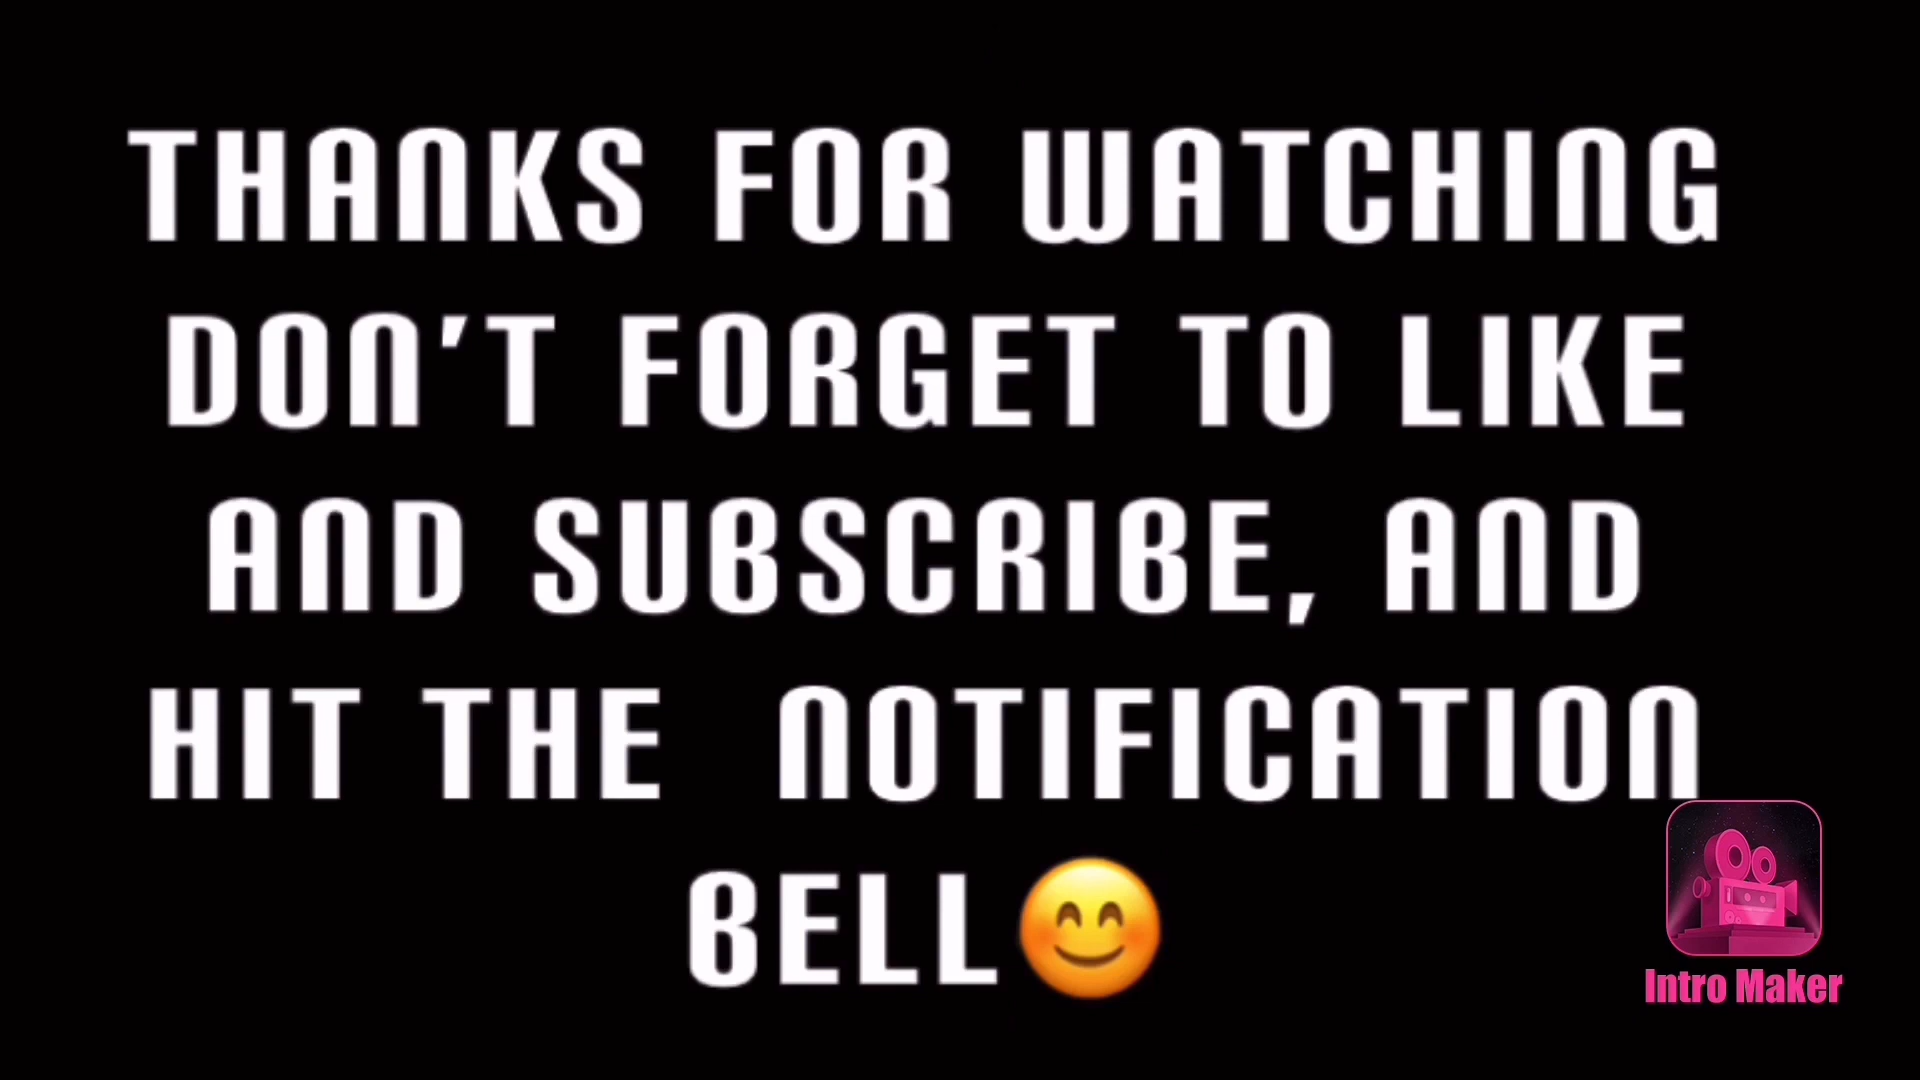 THANKS FOR WATCHING
DON'T FORGET TO LIKE
AND SUBSCRIBE, AND
HIT THE  NOTIFICATION
BELL😊
Intro Maker